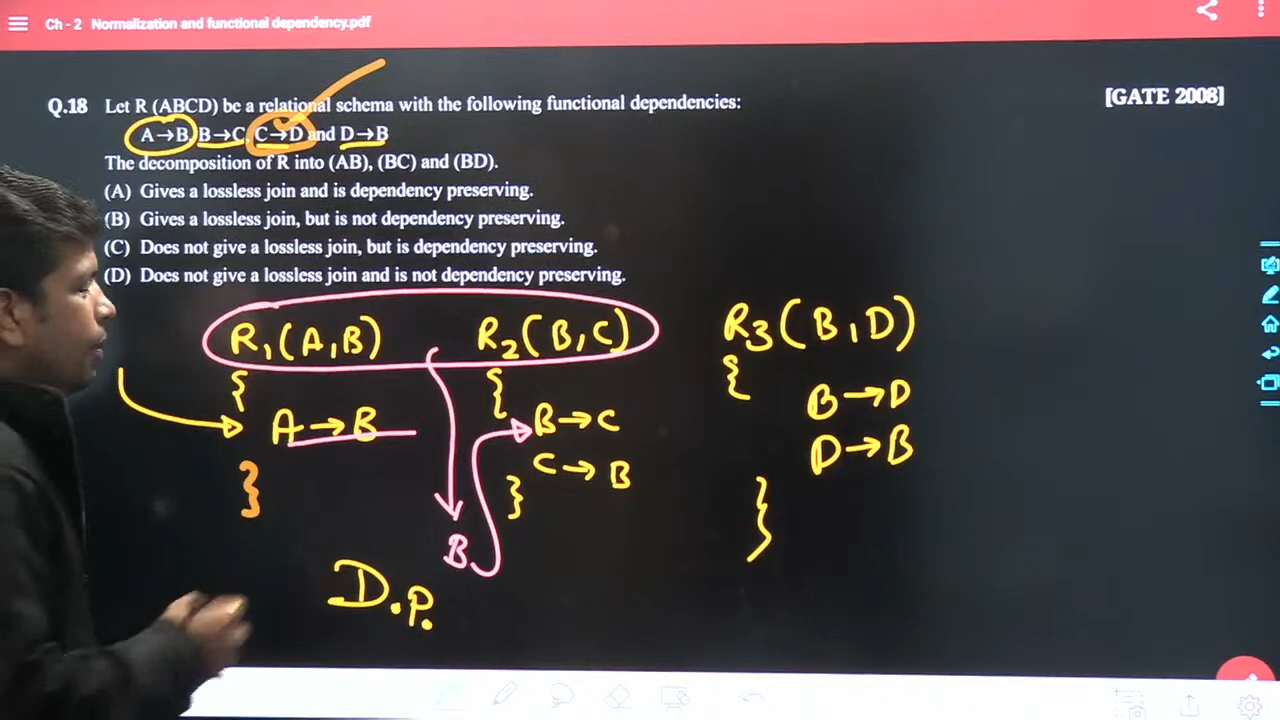 Ch - 2 Normalization and functional dependency.pdf
Q.18 Let R (ABCD) be a relational schema with the following functional dependencies: [GATE 2008]
A→B, B→C, C→D and D→B
The decomposition of R into (AB), (BC) and (BD).
(A) Gives a lossless join and is dependency preserving.
(B) Gives a lossless join, but is not dependency preserving.
(C) Does not give a lossless join, but is dependency preserving.
(D) Does not give a lossless join and is not dependency preserving.
R1(A,B) R2(B,C) R3(B,D)
{ { {
A→B B→C B→D
C→B D→B
} } }
B
D.P.